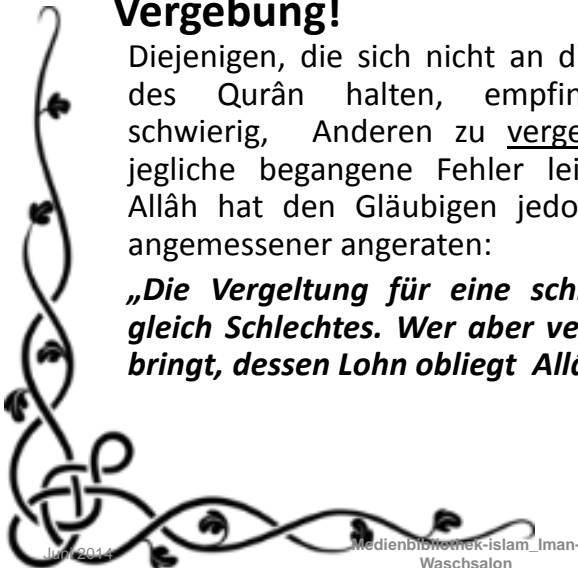 Vergebung!
Diejenigen, die sich nicht an d
des Qurân halten, empfin
schwierig, Anderen zu verge
jegliche begangene Fehler lei
Allâh hat den Gläubigen jedo
angemessener angeraten:
„Die Vergeltung für eine sch
gleich Schlechtes. Wer aber ve
bringt, dessen Lohn obliegt Allâ
Juni 2014
Medienbibliothek-islam_Iman-
Waschsalon